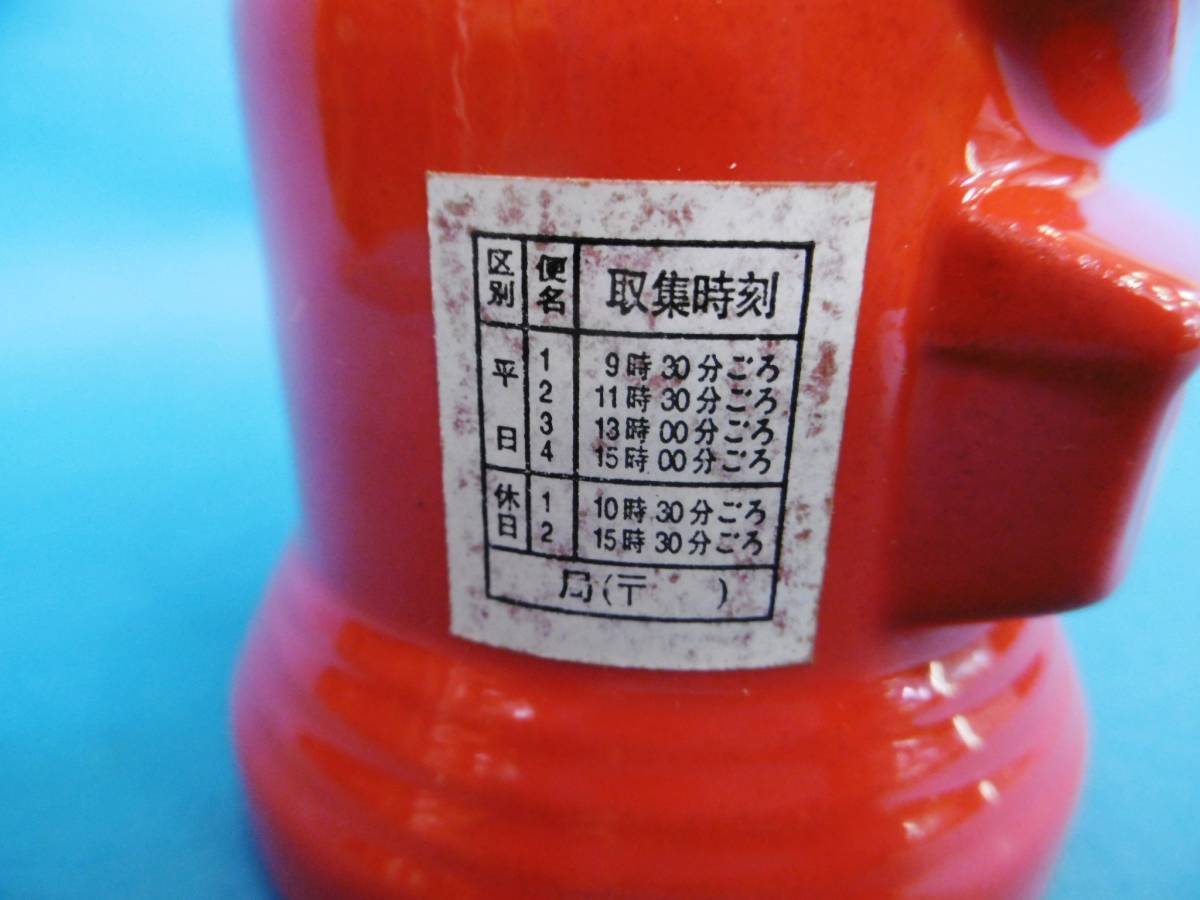 区別 便名 取集時刻
平日 1 9時30分ごろ
2 11時30分ごろ
3 13時00分ごろ
4 15時00分ごろ
休日 1 10時30分ごろ
2 15時30分ごろ
局(〒 )